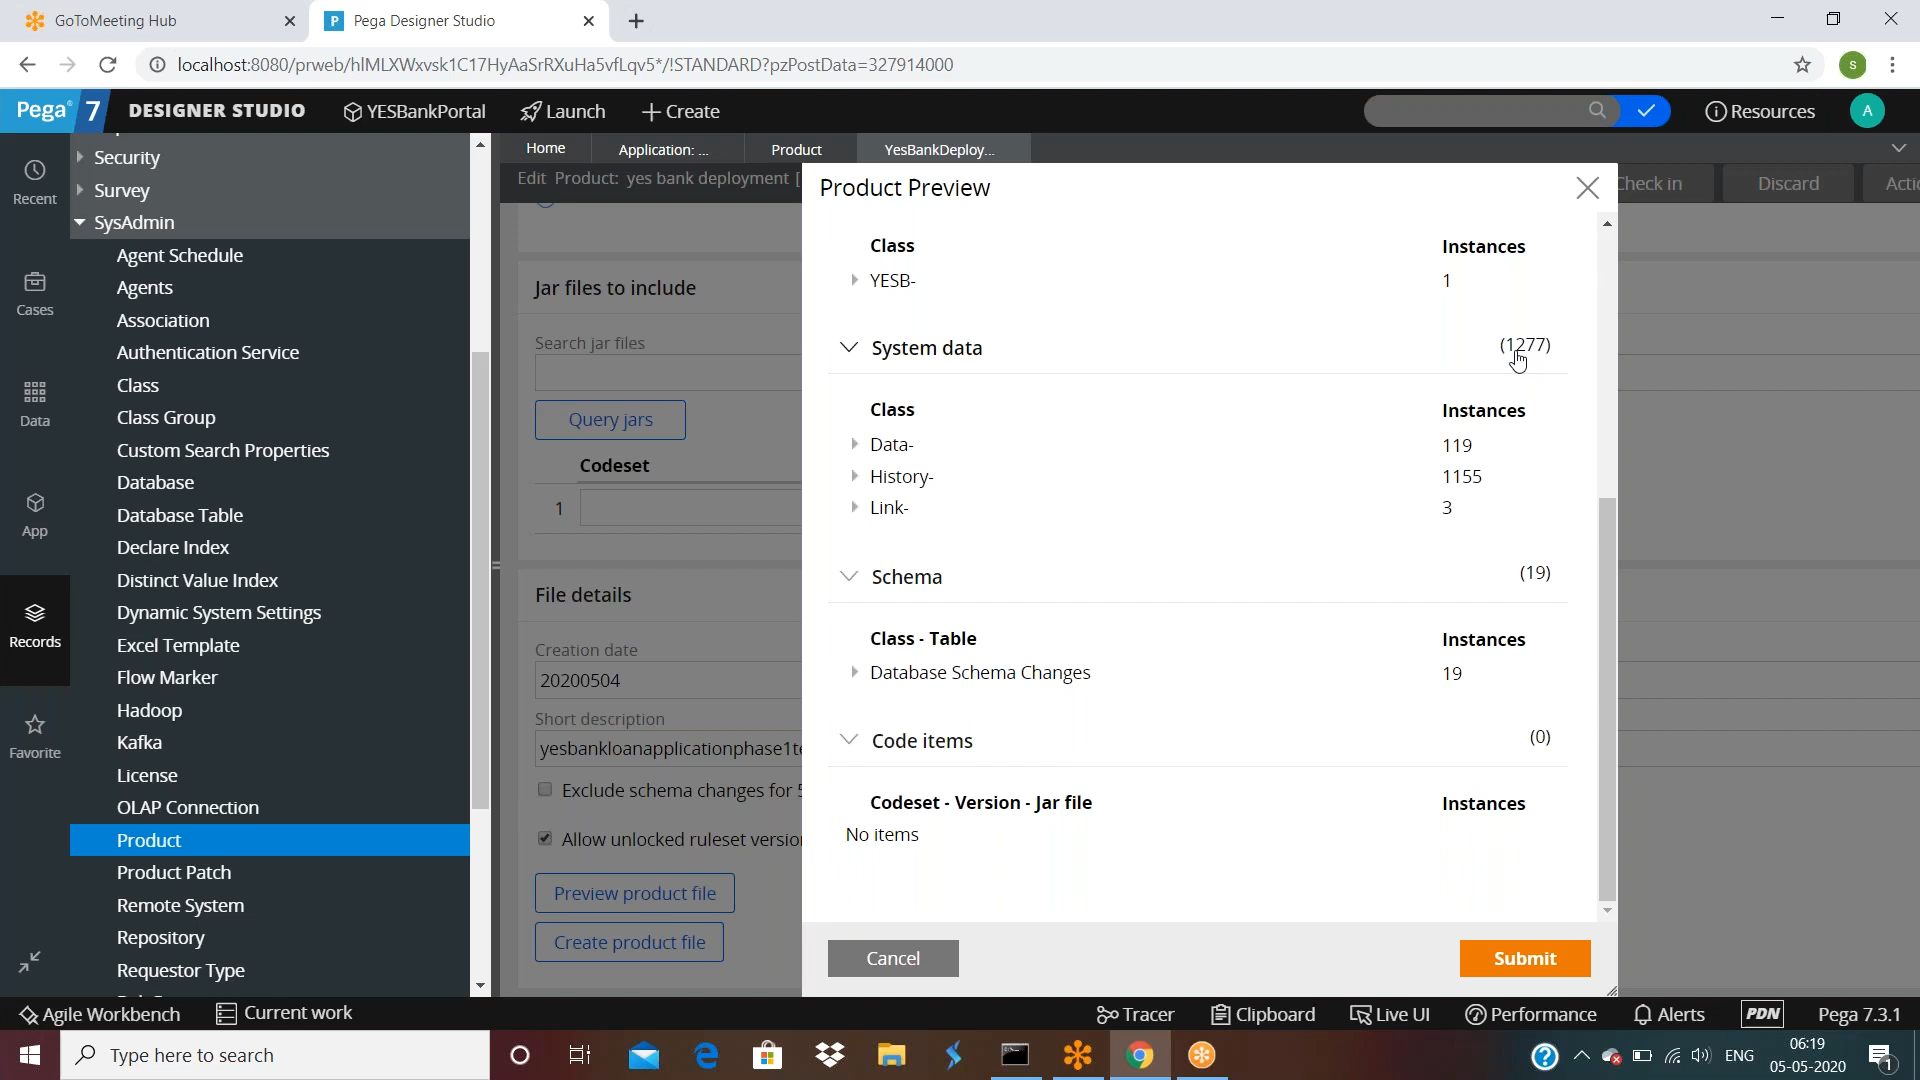 GoToMeeting Hub
Pega Designer Studio
localhost:8080/prweb/hlMLXWxvsk1C17HyAaSrRXuHa5vfLqv5*/!STANDARD?pzPostData=327914000
S
Pega 7
DESIGNER STUDIO
YESBankPortal
Launch
Create
Resources
A
Recent
Cases
Data
App
Records
Favorite
Security
Survey
SysAdmin
Agent Schedule
Agents
Association
Authentication Service
Class
Class Group
Custom Search Properties
Database
Database Table
Declare Index
Distinct Value Index
Dynamic System Settings
Excel Template
Flow Marker
Hadoop
Kafka
License
OLAP Connection
Product
Product Patch
Remote System
Repository
Requestor Type
Home
Application: ...
Product
YesBankDeploy...
Edit Product: yes bank deployment [
Check in
Discard
Actio
Jar files to include
Search jar files
Query jars
Codeset
1
File details
Creation date
20200504
Short description
yesbankloanapplicationphase1te
Exclude schema changes for
Allow unlocked ruleset versio
Preview product file
Create product file
Product Preview
Class Instances
YESB- 1
System data (1277)
Class Instances
Data- 119
History- 1155
Link- 3
Schema (19)
Class - Table Instances
Database Schema Changes 19
Code items (0)
Codeset - Version - Jar file Instances
No items
Cancel
Submit
Agile Workbench
Current work
Tracer
Clipboard
Live UI
Performance
Alerts
PDN
Pega 7.3.1
Type here to search
ENG
06:19
05-05-2020
1